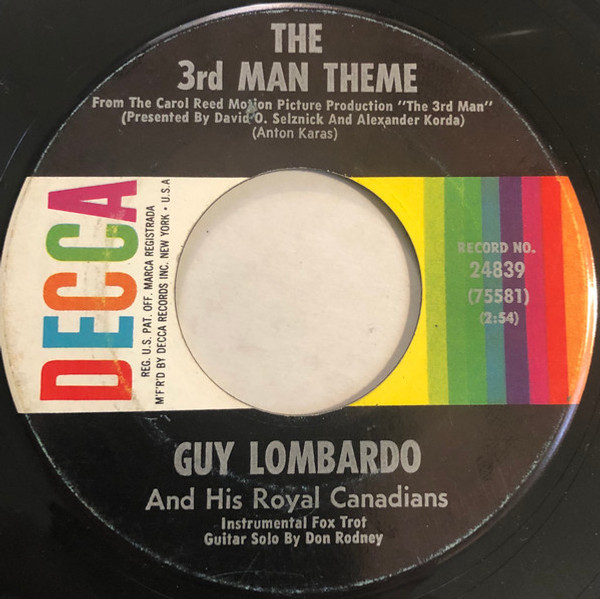 THE
3rd MAN THEME
From The Carol Reed Motion Picture Production "The 3rd Man"
(Presented By David O. Selznick And Alexander Korda)
(Anton Karas)
DECCA
REG. U.S. PAT. OFF. MARCA REGISTRADA
M'F'R'D BY DECCA RECORDS INC. NEW YORK • U.S.A
RECORD NO.
24839
(75581)
(2:54)
GUY LOMBARDO
And His Royal Canadians
Instrumental Fox Trot
Guitar Solo By Don Rodney